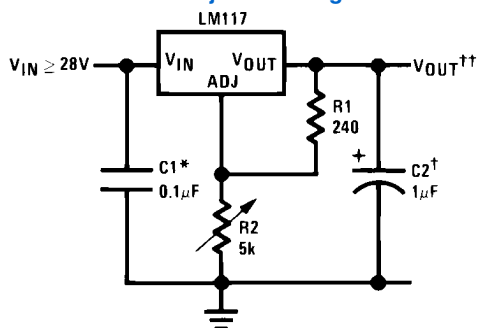 LM117
VIN ≥ 28V
VIN
VOUT
ADJ
VOUT††
R1
240
C1*
0.1μF
C2†
1μF
+
R2
5k